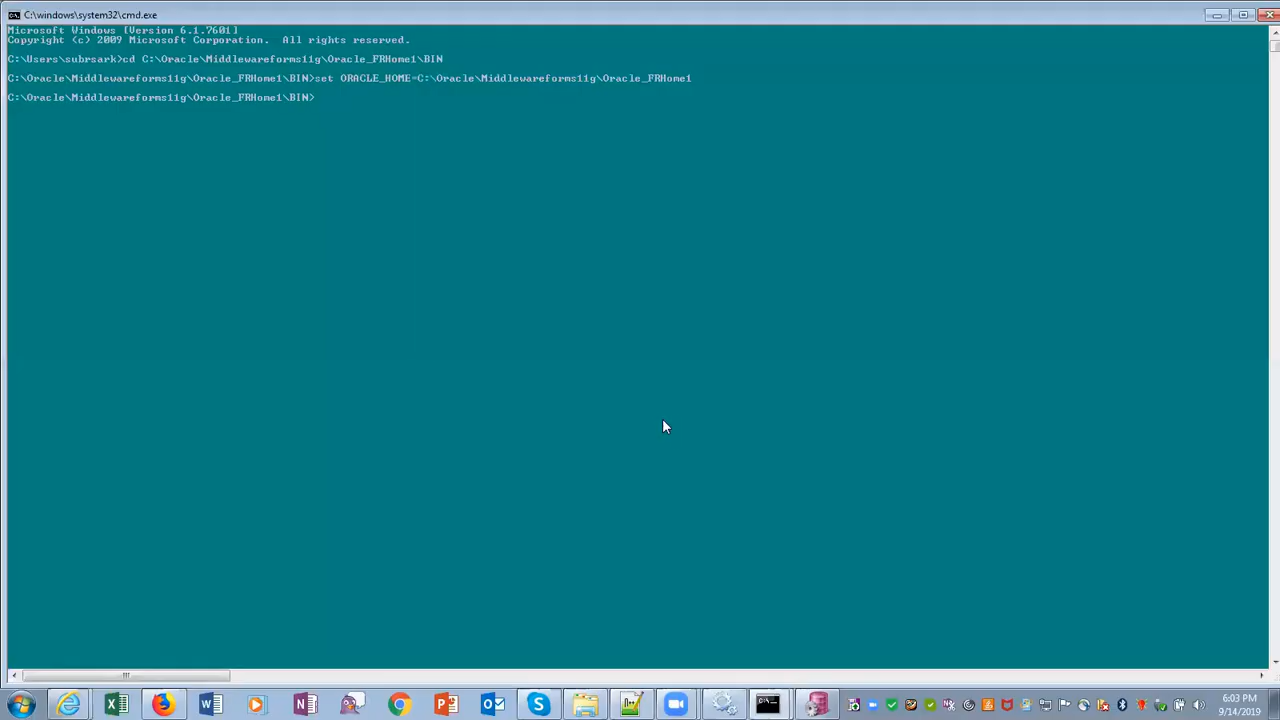 C:\windows\system32\cmd.exe
Microsoft Windows [Version 6.1.7601]
Copyright (c) 2009 Microsoft Corporation.  All rights reserved.
C:\Users\subrsark>cd C:\Oracle\Middlewareforms11g\Oracle_FRHome1\BIN
C:\Oracle\Middlewareforms11g\Oracle_FRHome1\BIN>set ORACLE_HOME=C:\Oracle\Middlewareforms11g\Oracle_FRHome1
C:\Oracle\Middlewareforms11g\Oracle_FRHome1\BIN>
6:03 PM
9/14/2019